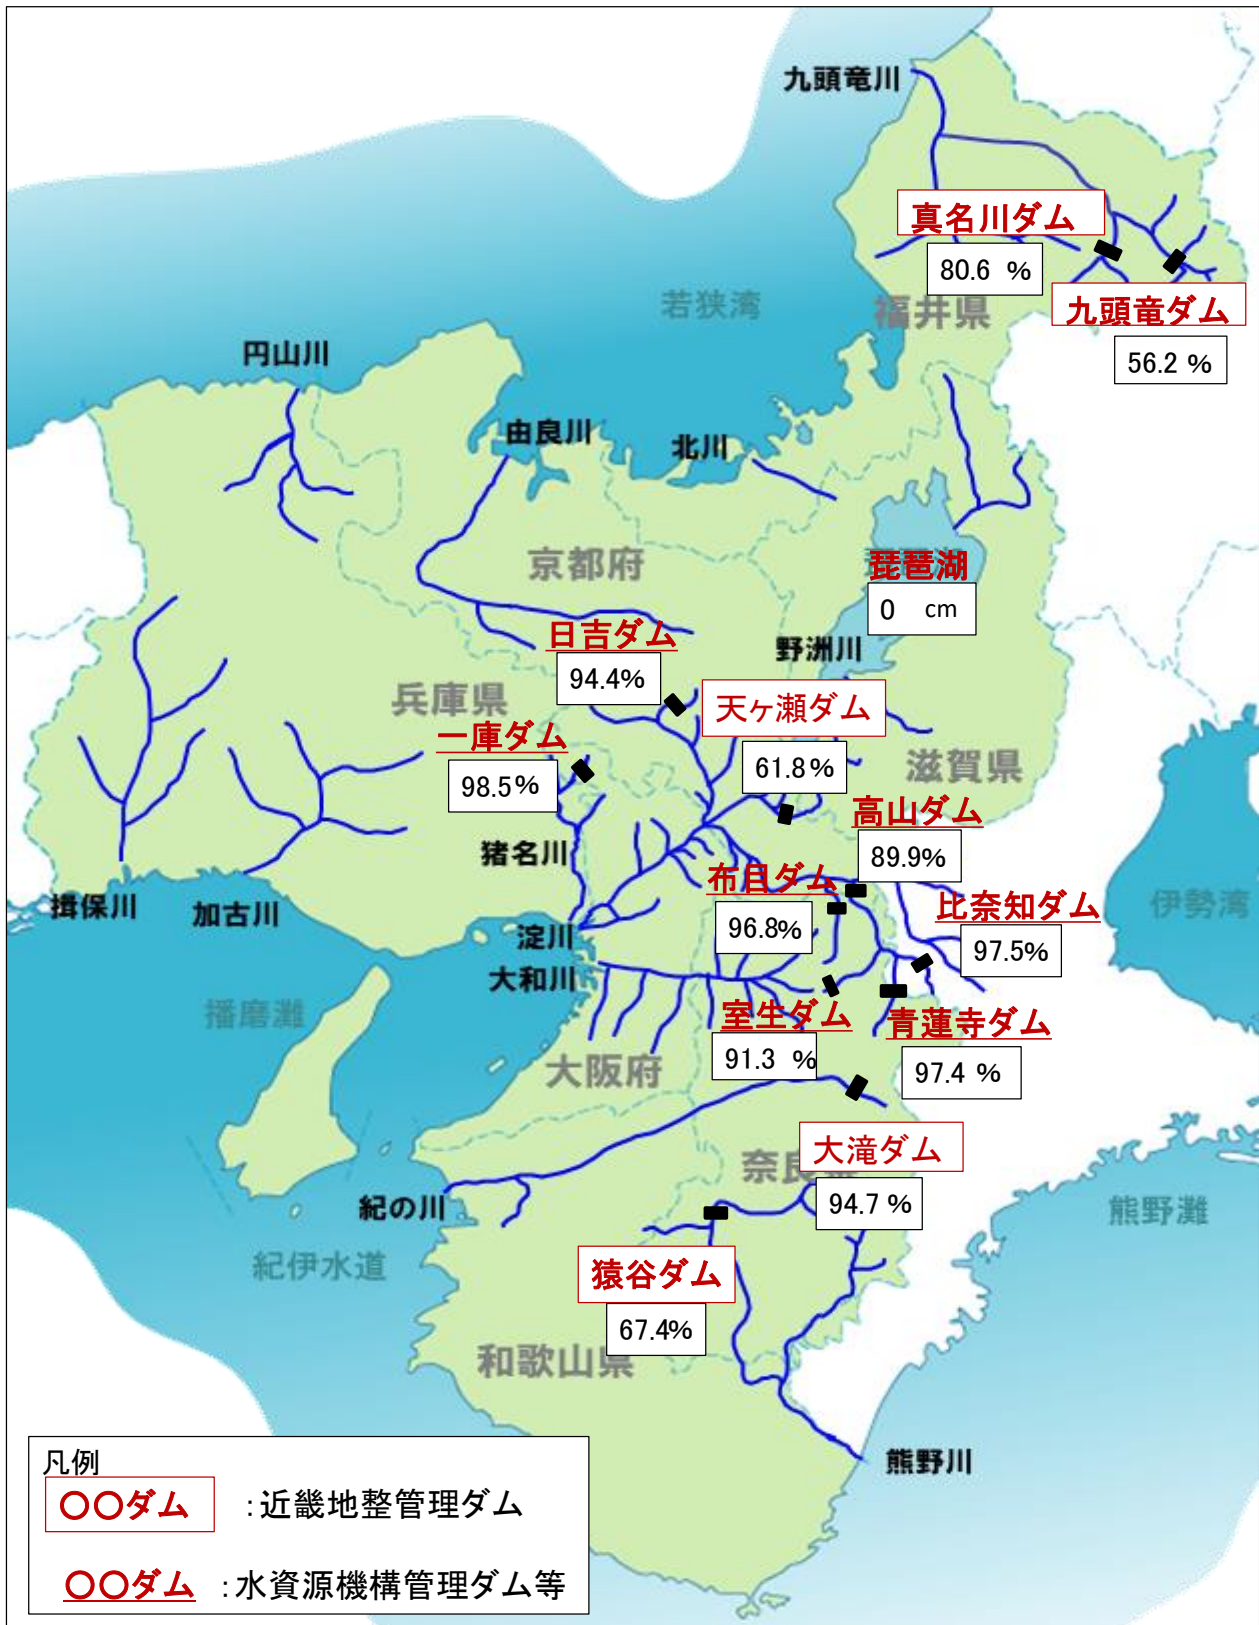 九頭竜川
真名川ダム
80.6 %
若狭湾
福井県
九頭竜ダム
56.2 %
円山川
由良川
北川
京都府
琵琶湖
0 cm
日吉ダム
野洲川
94.4%
兵庫県
天ヶ瀬ダム
一庫ダム
61.8%
滋賀県
98.5%
高山ダム
猪名川
89.9%
布目ダム
揖保川
加古川
比奈知ダム
伊勢湾
96.8%
淀川
97.5%
大和川
播磨灘
室生ダム
青蓮寺ダム
大阪府
91.3 %
97.4 %
大滝ダム
奈良県
94.7 %
紀の川
熊野灘
紀伊水道
猿谷ダム
67.4%
和歌山県
熊野川
凡例
〇〇ダム :近畿地整管理ダム
〇〇ダム :水資源機構管理ダム等